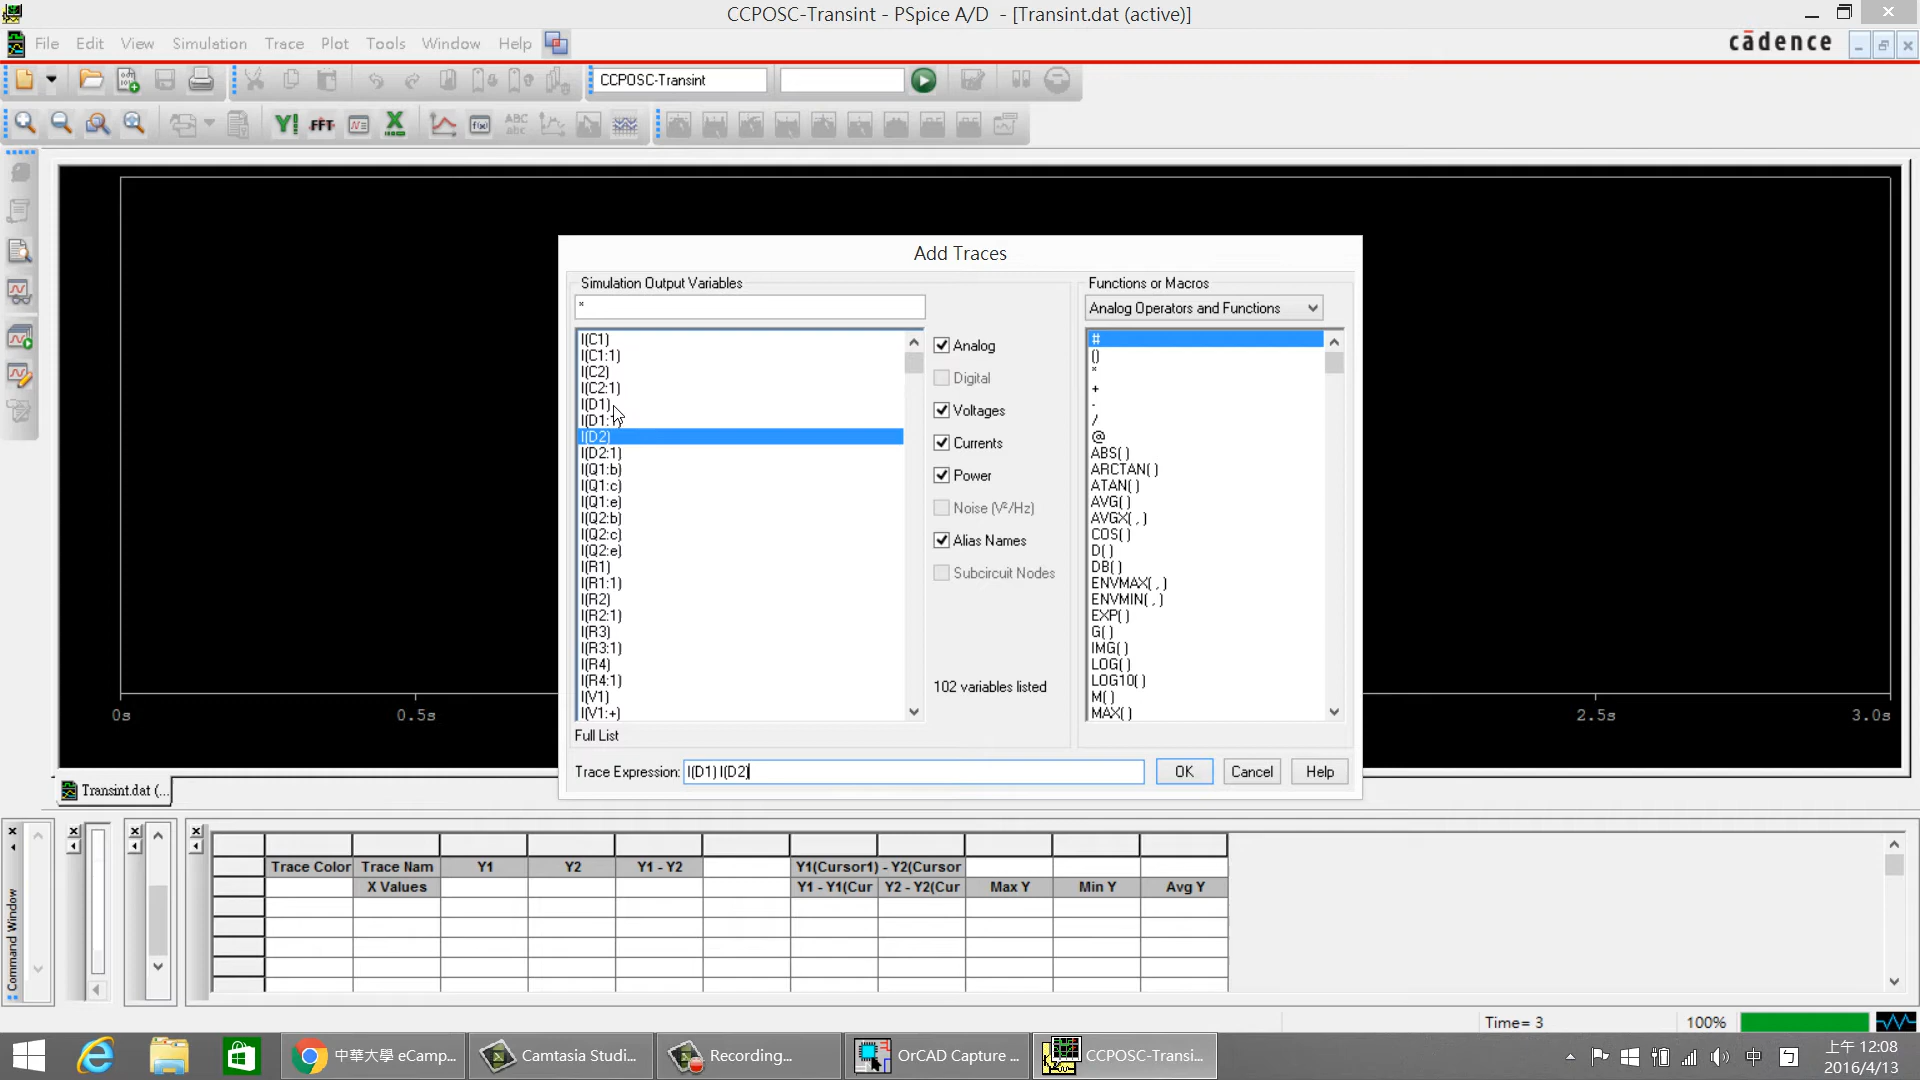 CCPOSC-Transint - PSpice A/D - [Transint.dat (active)]
File Edit View Simulation Trace Plot Tools Window Help
cādence
CCPOSC-Transint
FFT
ABC
abc
Add Traces
Simulation Output Variables
*
I(C1)
I(C1:1)
I(C2)
I(C2:1)
I(D1)
I(D1:1)
I(D2)
I(D2:1)
I(Q1:b)
I(Q1:c)
I(Q1:e)
I(Q2:b)
I(Q2:c)
I(Q2:e)
I(R1)
I(R1:1)
I(R2)
I(R2:1)
I(R3)
I(R3:1)
I(R4)
I(R4:1)
I(V1)
I(V1:+)
Full List
Analog
Digital
Voltages
Currents
Power
Noise (V²/Hz)
Alias Names
Subcircuit Nodes
102 variables listed
Functions or Macros
Analog Operators and Functions
#
()
*
+
-
/
@
ABS( )
ARCTAN( )
ATAN( )
AVG( )
AVGX( , )
COS( )
D( )
DB( )
ENVMAX( , )
ENVMIN( , )
EXP( )
G( )
IMG( )
LOG( )
LOG10( )
M( )
MAX( )
Trace Expression: I(D1) I(D2)
OK Cancel Help
0s 0.5s 2.5s 3.0s
Transint.dat (...
Command Window
Trace Color Trace Nam Y1 Y2 Y1 - Y2 Y1(Cursor1) - Y2(Cursor
X Values Y1 - Y1(Cur Y2 - Y2(Cur Max Y Min Y Avg Y
Time= 3 100%
中華大學 eCamp... Camtasia Studi... Recording... OrCAD Capture ... CCPOSC-Transi...
中
上午 12:08
2016/4/13